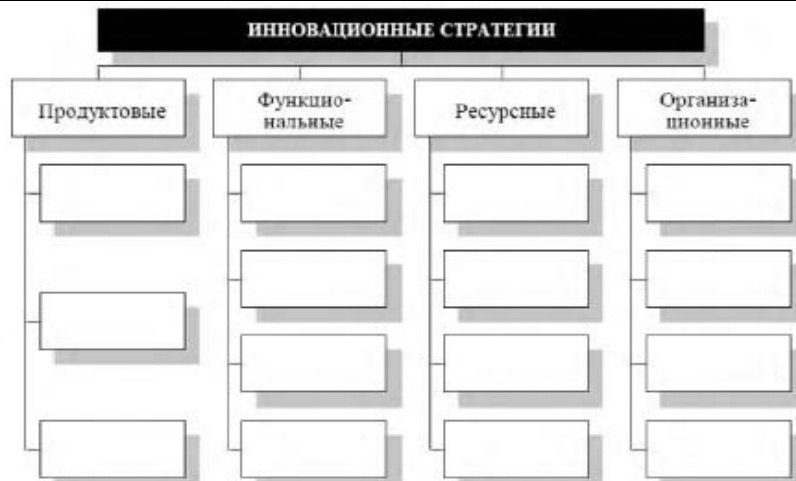 ИННОВАЦИОННЫЕ СТРАТЕГИИ
Продуктовые
Функцио-
нальные
Ресурсные
Организа-
ционные